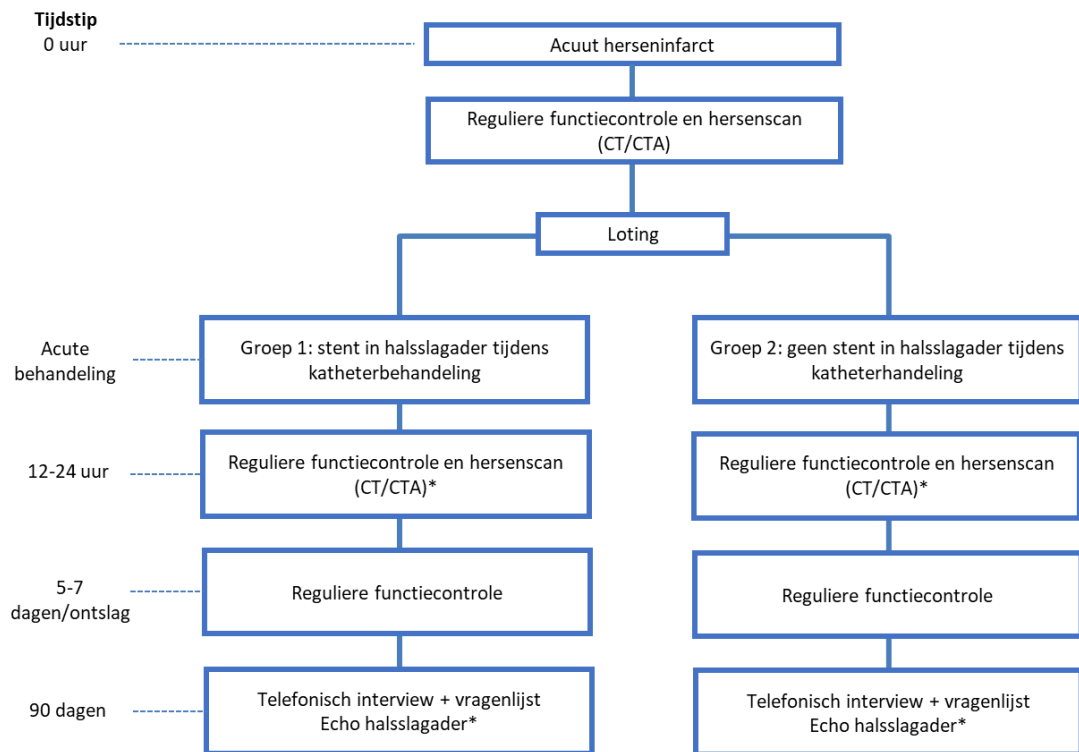 Tijdstip
0 uur
Acuut herseninfarct
Reguliere functiecontrole en hersenscan
(CT/CTA)
Loting
Acute
behandeling
Groep 1: stent in halsslagader tijdens
katheterbehandeling
Groep 2: geen stent in halsslagader tijdens
katheterhandeling
12-24 uur
Reguliere functiecontrole en hersenscan
(CT/CTA)*
Reguliere functiecontrole en hersenscan
(CT/CTA)*
5-7
dagen/ontslag
Reguliere functiecontrole
Reguliere functiecontrole
90 dagen
Telefonisch interview + vragenlijst
Echo halsslagader*
Telefonisch interview + vragenlijst
Echo halsslagader*